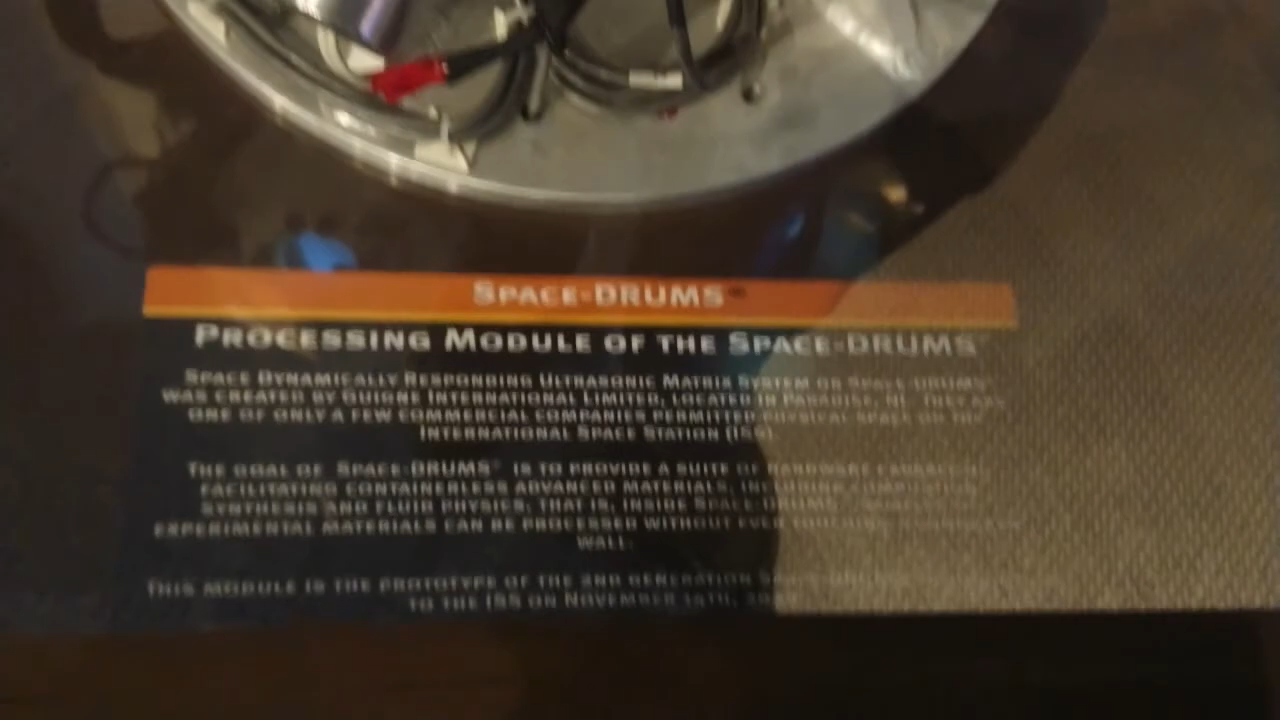 SPACE-DRUMS®
PROCESSING MODULE OF THE SPACE-DRUMS
SPACE DYNAMICALLY RESPONDING ULTRASONIC MATRIX SYSTEM OR SPACE-DRUMS
WAS CREATED BY GUIGNE INTERNATIONAL LIMITED, LOCATED IN PARADISE, NL. THEY ARE
ONE OF ONLY A FEW COMMERCIAL COMPANIES PERMITTED PHYSICAL SPACE ON THE
INTERNATIONAL SPACE STATION (ISS)
THE GOAL OF SPACE-DRUMS® IS TO PROVIDE A SUITE OF HARDWARE
FACILITATING CONTAINERLESS ADVANCED MATERIALS,
SYNTHESIS AND FLUID PHYSICS. THAT IS, INSIDE SPACE-DRUMS,
EXPERIMENTAL MATERIALS CAN BE PROCESSED WITHOUT EVER
WALL.
THIS MODULE IS THE PROTOTYPE OF THE 2ND GENERATION
TO THE ISS ON NOVEMBER